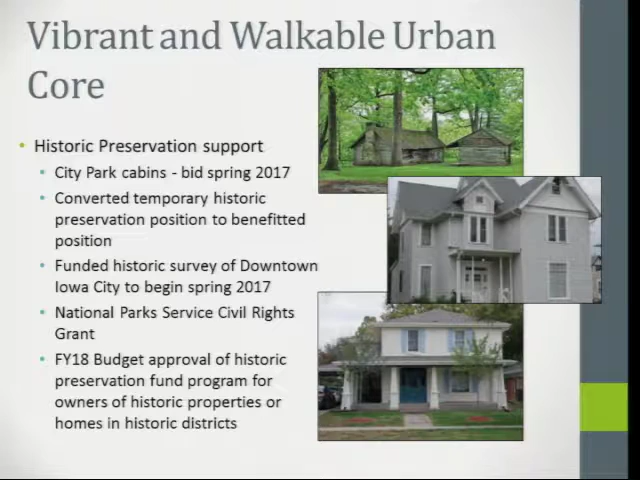 Vibrant and Walkable Urban
Core
Historic Preservation support
City Park cabins - bid spring 2017
Converted temporary historic
preservation position to benefitted
position
Funded historic survey of Downtown
Iowa City to begin spring 2017
National Parks Service Civil Rights
Grant
FY18 Budget approval of historic
preservation fund program for
owners of historic properties or
homes in historic districts